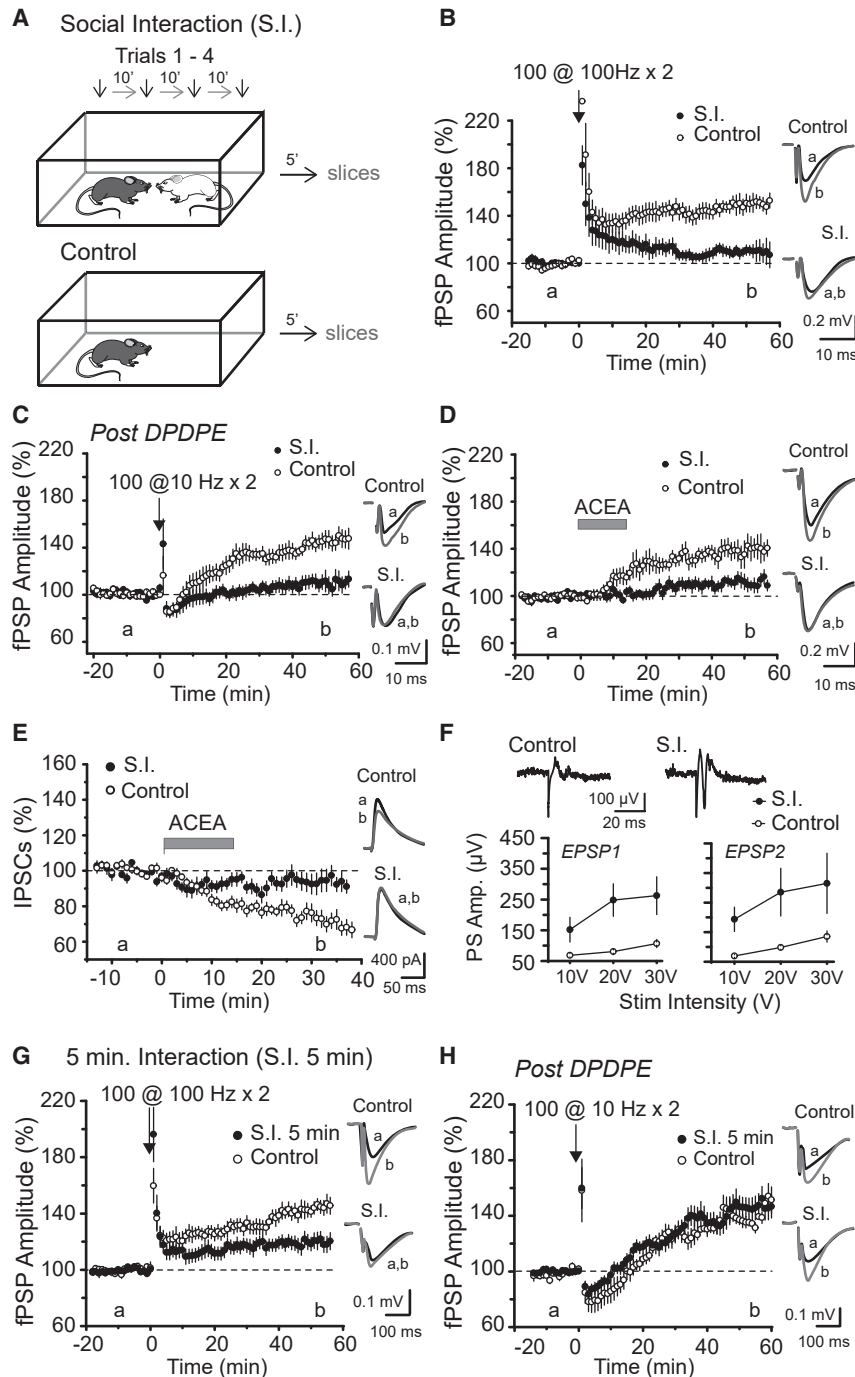 A
Social Interaction (S.I.)
Trials 1 - 4
10'
10'
10'
5'
slices
Control
5'
slices
B
100 @ 100Hz x 2
S.I.
Control
fPSP Amplitude (%)
220
180
140
100
60
a
b
-20
0
20
40
60
Time (min)
Control
a
b
S.I.
a,b
0.2 mV
10 ms
C
Post DPDPE
S.I.
Control
100 @10 Hz x 2
fPSP Amplitude (%)
220
180
140
100
60
a
b
-20
0
20
40
60
Time (min)
Control
a
b
S.I.
a,b
0.1 mV
10 ms
D
S.I.
Control
ACEA
fPSP Amplitude (%)
220
180
140
100
60
a
b
-20
0
20
40
60
Time (min)
Control
a
b
S.I.
a,b
0.2 mV
10 ms
E
S.I.
Control
ACEA
IPSCs (%)
160
140
120
100
80
60
a
b
-10
0
10
20
30
40
Time (min)
Control
a
b
S.I.
a,b
400 pA
50 ms
F
Control
S.I.
100 µV
20 ms
S.I.
Control
PS Amp. (µV)
450
350
250
150
50
EPSP1
EPSP2
10V
20V
30V
10V
20V
30V
Stim Intensity (V)
G
5 min. Interaction (S.I. 5 min)
100 @ 100 Hz x 2
S.I. 5 min
Control
fPSP Amplitude (%)
220
180
140
100
60
a
b
-20
0
20
40
60
Time (min)
Control
a
b
S.I.
a,b
0.1 mV
100 ms
H
Post DPDPE
100 @ 10 Hz x 2
S.I. 5 min
Control
fPSP Amplitude (%)
220
180
140
100
60
a
b
-20
0
20
40
60
Time (min)
Control
a
b
S.I.
a
b
0.1 mV
100 ms